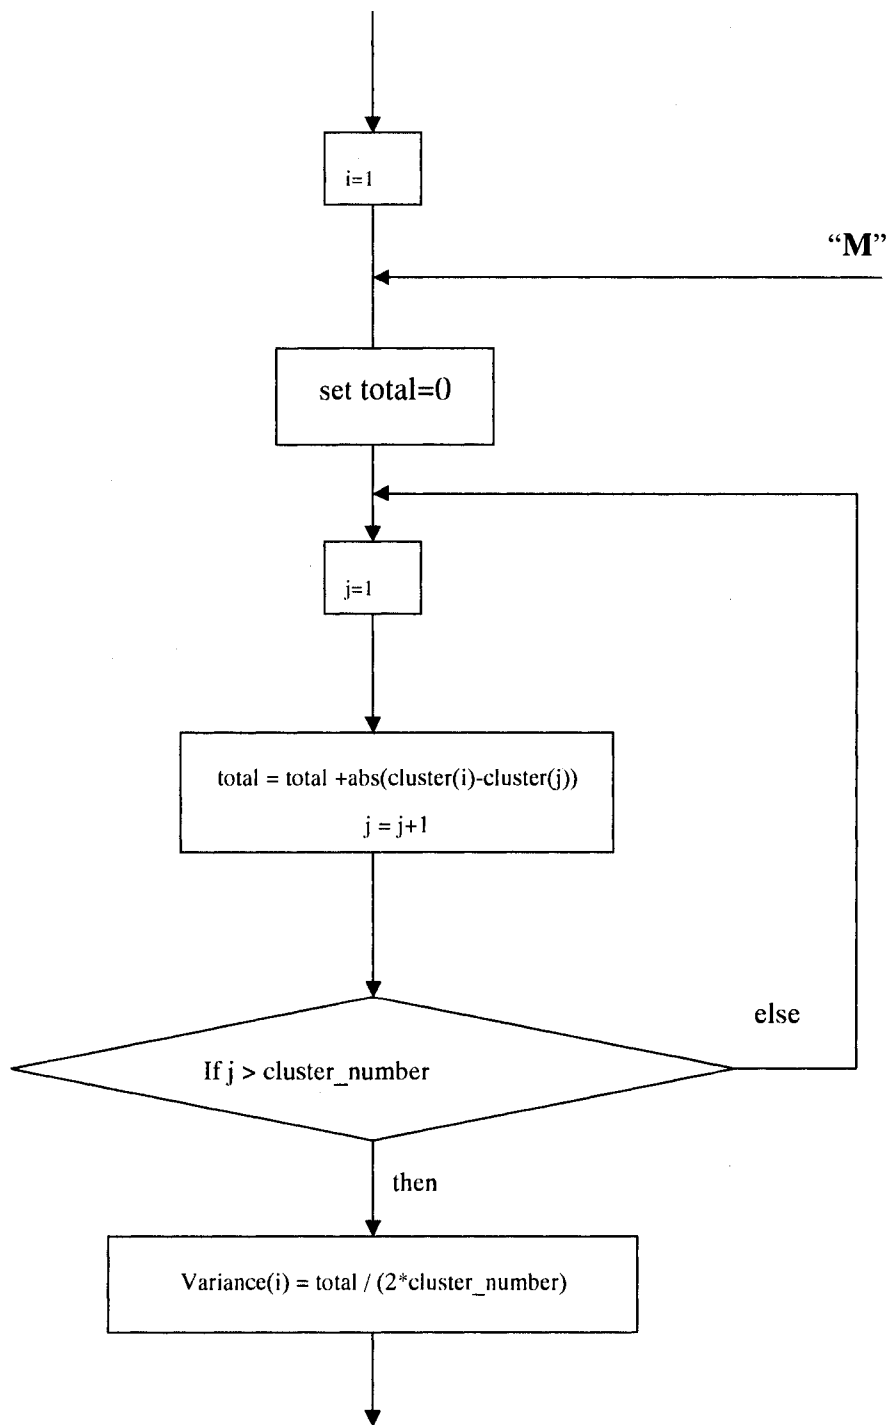 i=1
“M”
set total=0
j=1
total = total +abs(cluster(i)-cluster(j))
j = j+1
else
If j > cluster_number
then
Variance(i) = total / (2*cluster_number)